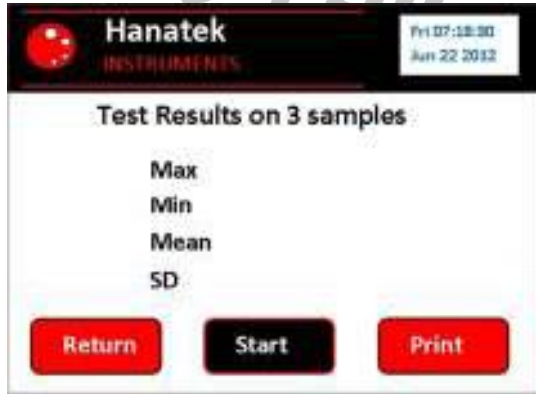 Hanatek
INSTRUMENTS
Fri 07:18:30
Jun 22 2012
Test Results on 3 samples
Max
Min
Mean
SD
Return
Start
Print